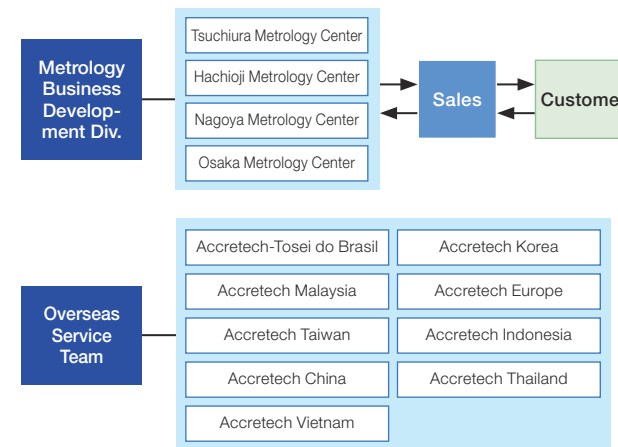 Metrology
Business
Develop-
ment Div.
Tsuchiura Metrology Center
Hachioji Metrology Center
Nagoya Metrology Center
Osaka Metrology Center
Sales
Custome
Overseas
Service
Team
Accretech-Tosei do Brasil
Accretech Korea
Accretech Malaysia
Accretech Europe
Accretech Taiwan
Accretech Indonesia
Accretech China
Accretech Thailand
Accretech Vietnam